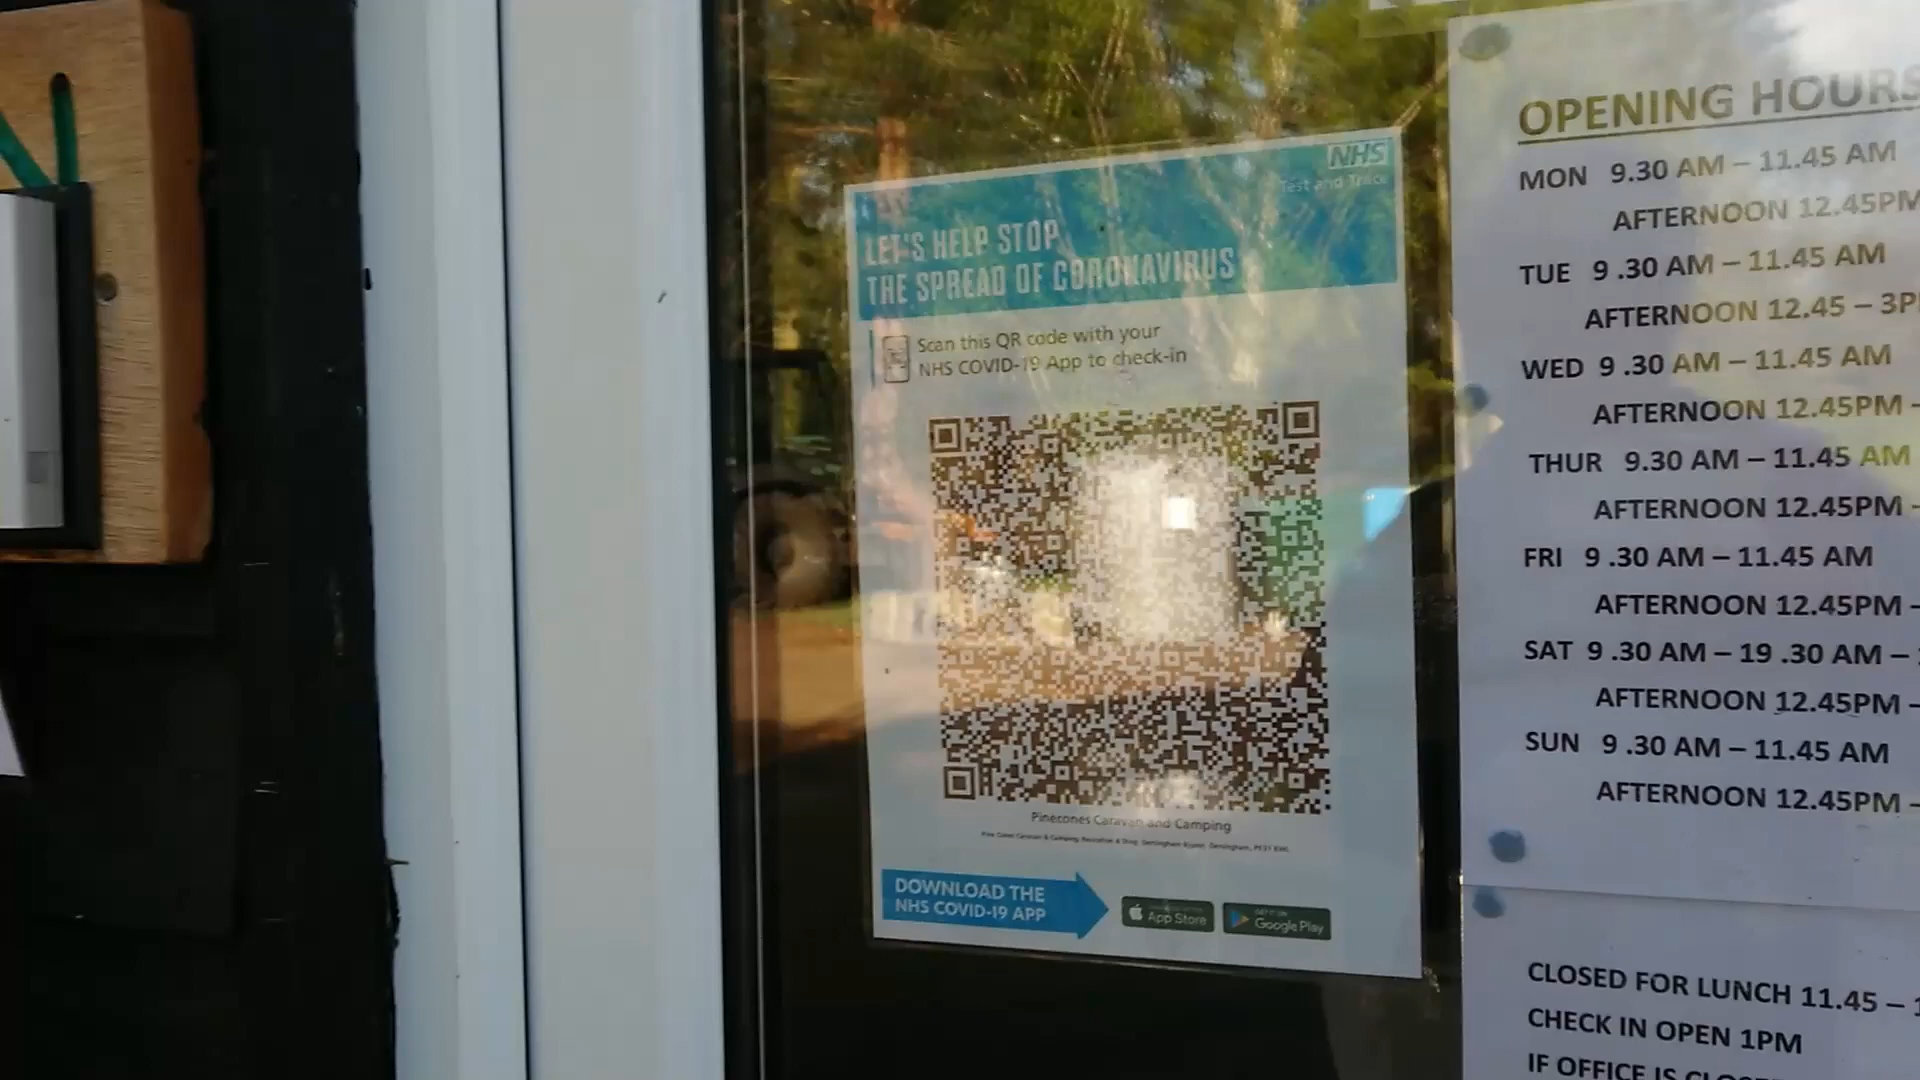 NHS
Test and Trace
LET'S HELP STOP
THE SPREAD OF CORONAVIRUS
Scan this QR code with your
NHS COVID-19 App to check-in
Pinecones Caravan and Camping
DOWNLOAD THE
NHS COVID-19 APP
App Store
GET IT ON
Google Play
OPENING HOURS
MON 9.30 AM – 11.45 AM
AFTERNOON 12.45PM
TUE 9 .30 AM – 11.45 AM
AFTERNOON 12.45 – 3P
WED 9 .30 AM – 11.45 AM
AFTERNOON 12.45PM -
THUR 9.30 AM – 11.45 AM
AFTERNOON 12.45PM -
FRI 9 .30 AM – 11.45 AM
AFTERNOON 12.45PM -
SAT 9 .30 AM – 19 .30 AM –
AFTERNOON 12.45PM -
SUN 9 .30 AM – 11.45 AM
AFTERNOON 12.45PM -
CLOSED FOR LUNCH 11.45 – 1
CHECK IN OPEN 1PM
IF OFFICE IS